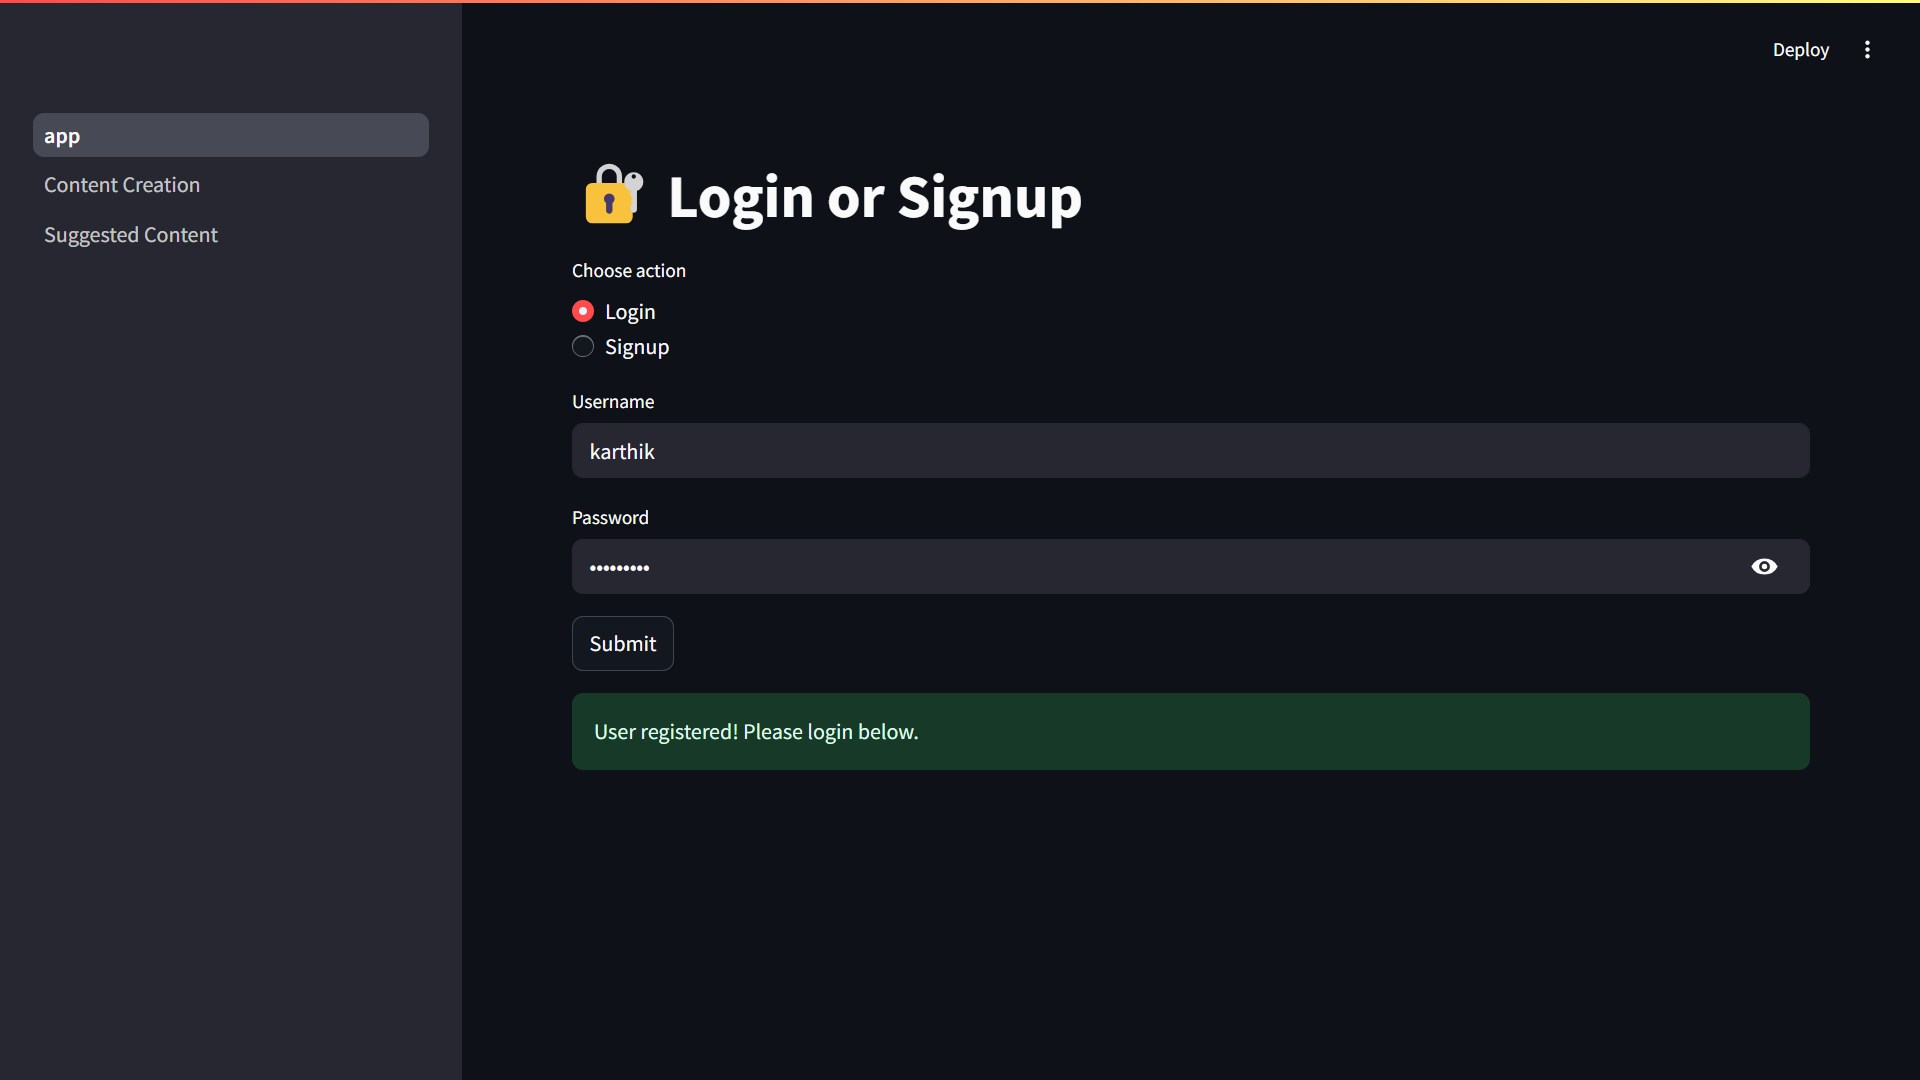 Deploy
app
Content Creation
Suggested Content
Login or Signup
Choose action
Login
Signup
Username
karthik
Password
•••••••••
Submit
User registered! Please login below.